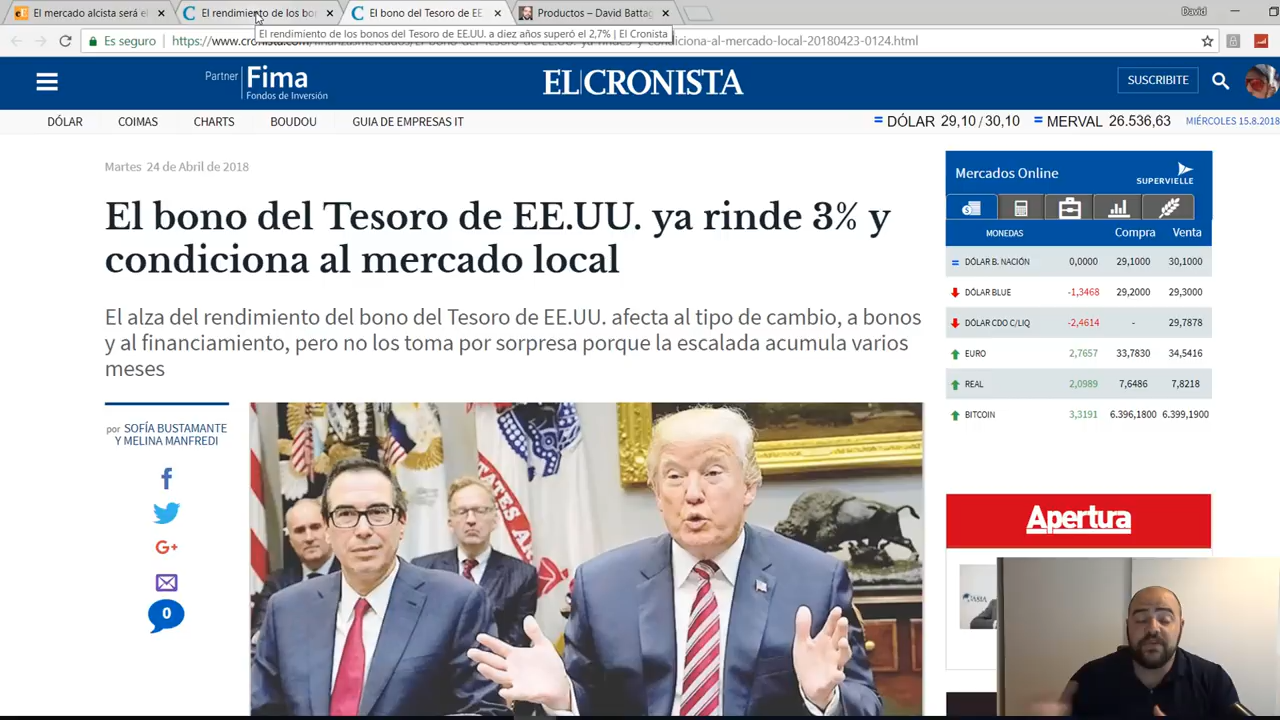 El mercado alcista será el
El rendimiento de los bo
El bono del Tesoro de EE
Productos – David Battag
David
El rendimiento de los bonos del Tesoro de EE.UU. a diez años superó el 2,7% | El Cronista
Es seguro
Partner
Fima
Fondos de Inversión
EL CRONISTA
SUSCRIBITE
DÓLAR
COIMAS
CHARTS
BOUDOU
GUIA DE EMPRESAS IT
DÓLAR 29,10 / 30,10
MERVAL 26.536,63
MIÉRCOLES 15.8.2018
Martes 24 de Abril de 2018
El bono del Tesoro de EE.UU. ya rinde 3% y
condiciona al mercado local
El alza del rendimiento del bono del Tesoro de EE.UU. afecta al tipo de cambio, a bonos
y al financiamiento, pero no los toma por sorpresa porque la escalada acumula varios
meses
por SOFÍA BUSTAMANTE
Y MELINA MANFREDI
G+
0
Mercados Online
SUPERVIELLE
MONEDAS Compra Venta
DÓLAR B. NACIÓN 0,0000 29,1000 30,1000
DÓLAR BLUE -1,3468 29,2000 29,3000
DÓLAR CDO C/LIQ -2,4614 - 29,7878
EURO 2,7657 33,7830 34,5416
REAL 2,0989 7,6486 7,8218
BITCOIN 3,3191 6.396,1800 6.399,1900
Apertura